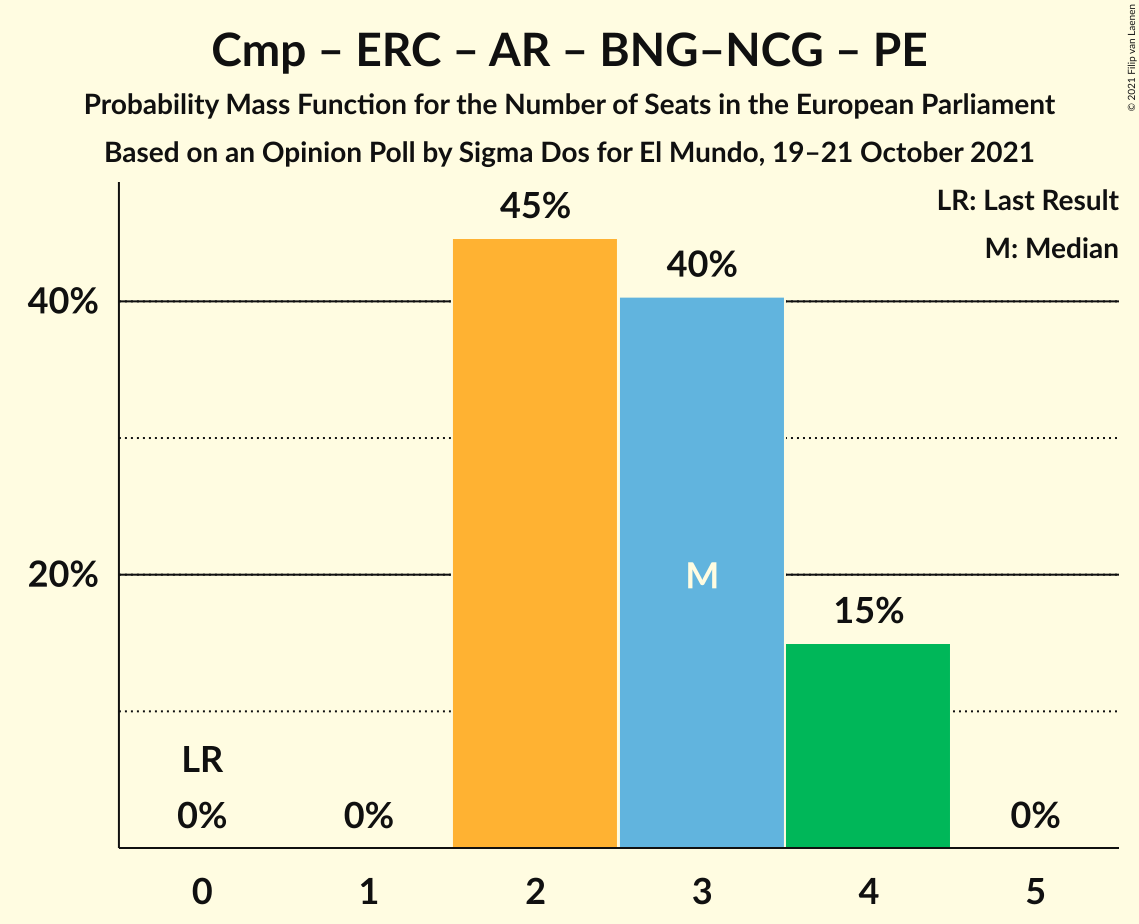 Cmp – ERC – AR – BNG–NCG – PE
Probability Mass Function for the Number of Seats in the European Parliament
Based on an Opinion Poll by Sigma Dos for El Mundo, 19–21 October 2021
© 2021 Filip van Laenen
LR: Last Result
M: Median
45%
40%
40%
20%
M
15%
LR
0%
0%
0%
0
1
2
3
4
5